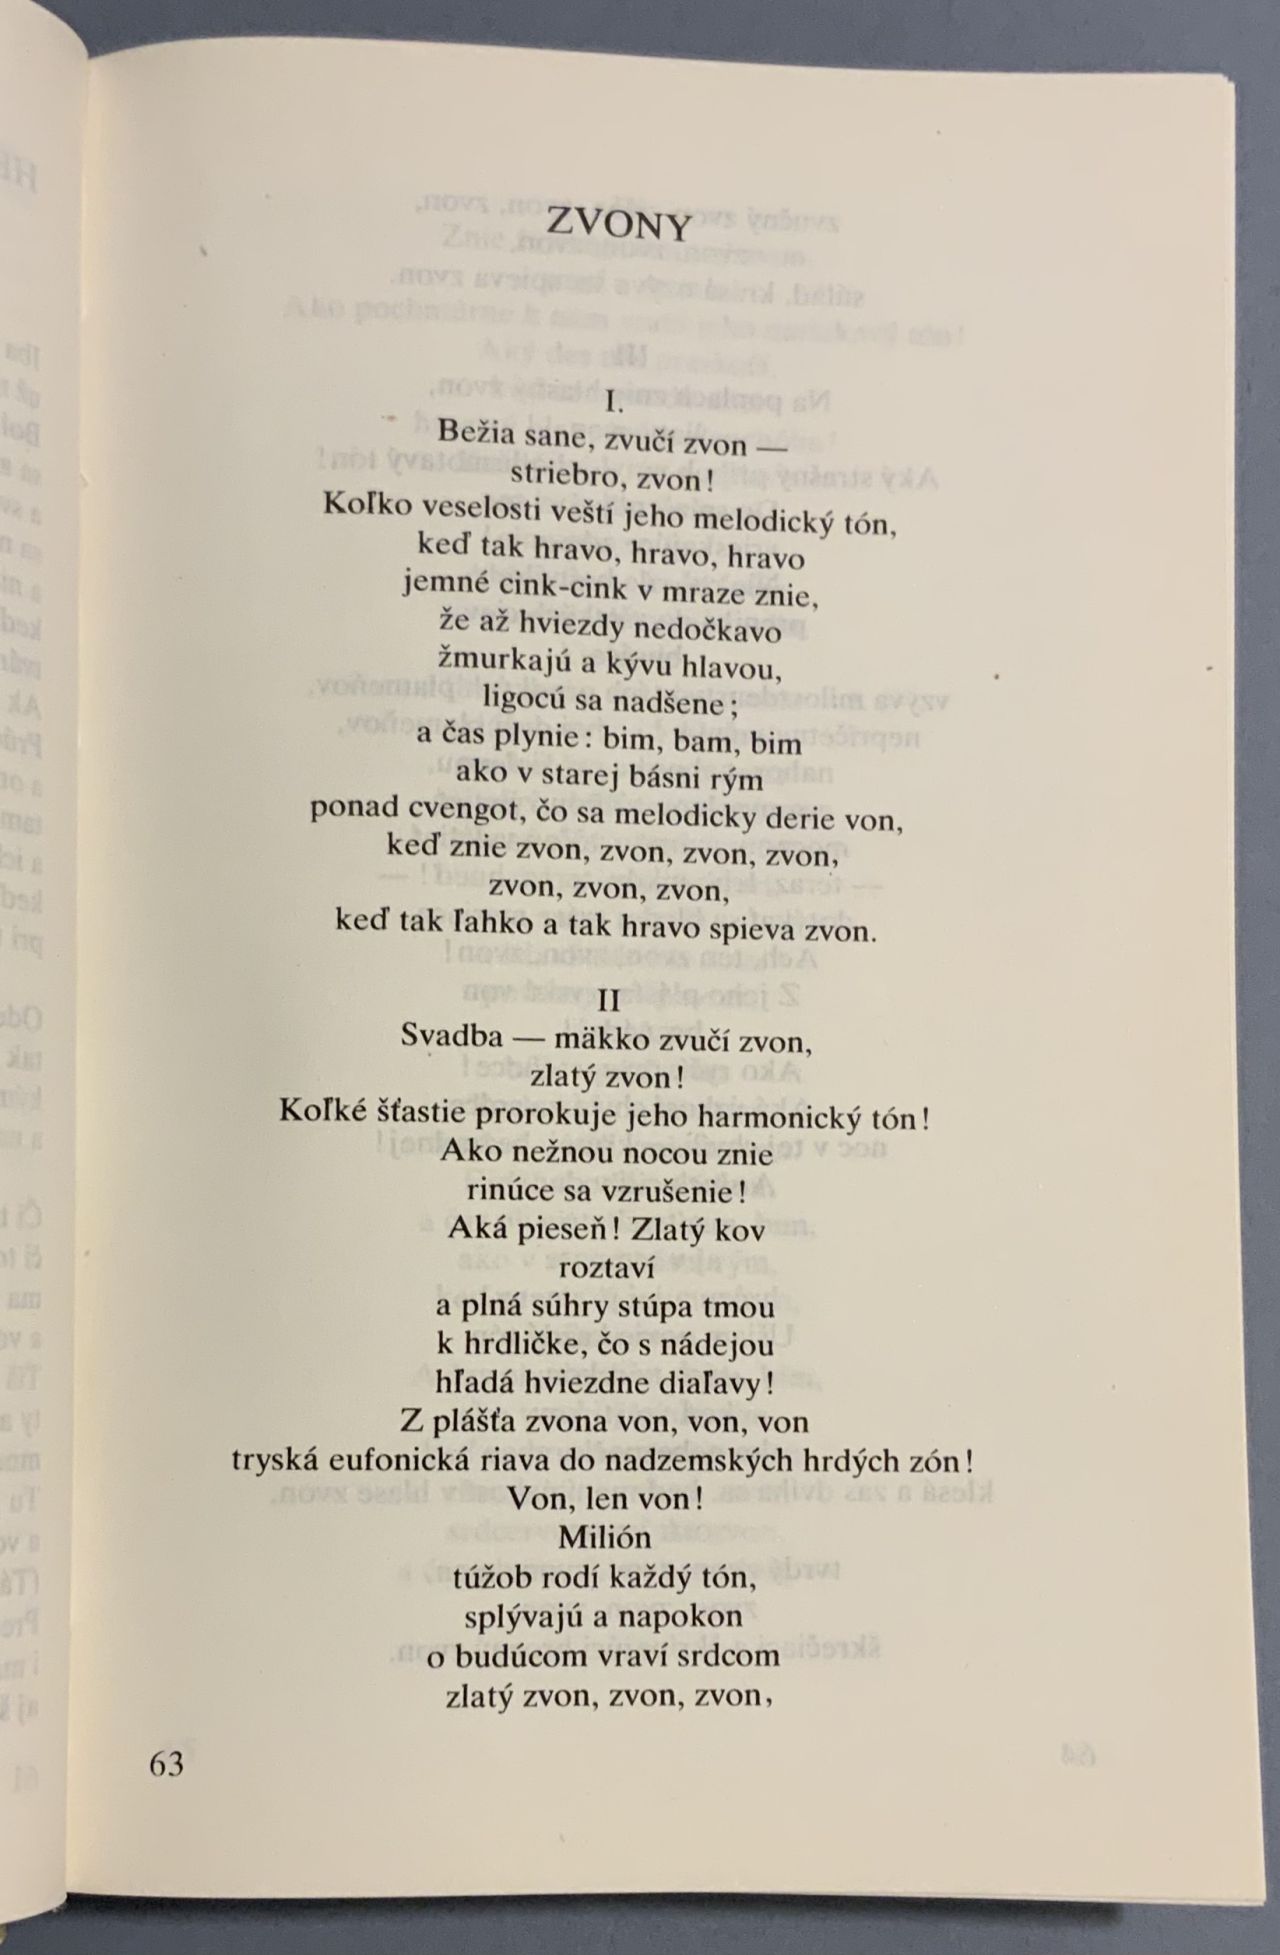 ZVONY
I.
Bežia sane, zvučí zvon —
striebro, zvon!
Koľko veselosti veští jeho melodický tón,
keď tak hravo, hravo, hravo
jemné cink-cink v mraze znie,
že až hviezdy nedočkavo
žmurkajú a kývu hlavou,
ligocú sa nadšene;
a čas plynie: bim, bam, bim
ako v starej básni rým
ponad cvengot, čo sa melodicky derie von,
keď znie zvon, zvon, zvon, zvon,
zvon, zvon, zvon,
keď tak ľahko a tak hravo spieva zvon.
II
Svadba — mäkko zvučí zvon,
zlatý zvon!
Koľké šťastie prorokuje jeho harmonický tón!
Ako nežnou nocou znie
rinúce sa vzrušenie!
Aká pieseň! Zlatý kov
roztaví
a plná súhry stúpa tmou
k hrdličke, čo s nádejou
hľadá hviezdne diaľavy!
Z plášťa zvona von, von, von
tryská eufonická riava do nadzemských hrdých zón!
Von, len von!
Milión
túžob rodí každý tón,
splývajú a napokon
o budúcom vraví srdcom
zlatý zvon, zvon, zvon,
63